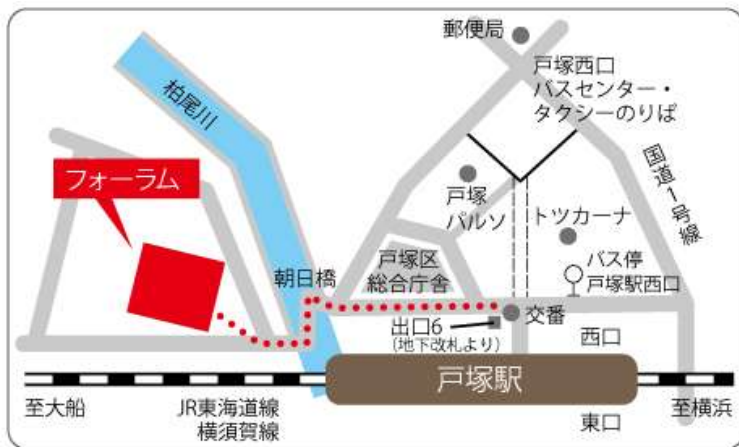 郵便局
戸塚西口
バスセンター・
タクシーのりば
柏尾川
国道1号線
フォーラム
戸塚
パルソ
トツカーナ
戸塚区
総合庁舎
バス停
戸塚駅西口
朝日橋
交番
出口6
(地下改札より)
西口
戸塚駅
至大船
JR東海道線
横須賀線
至横浜
東口